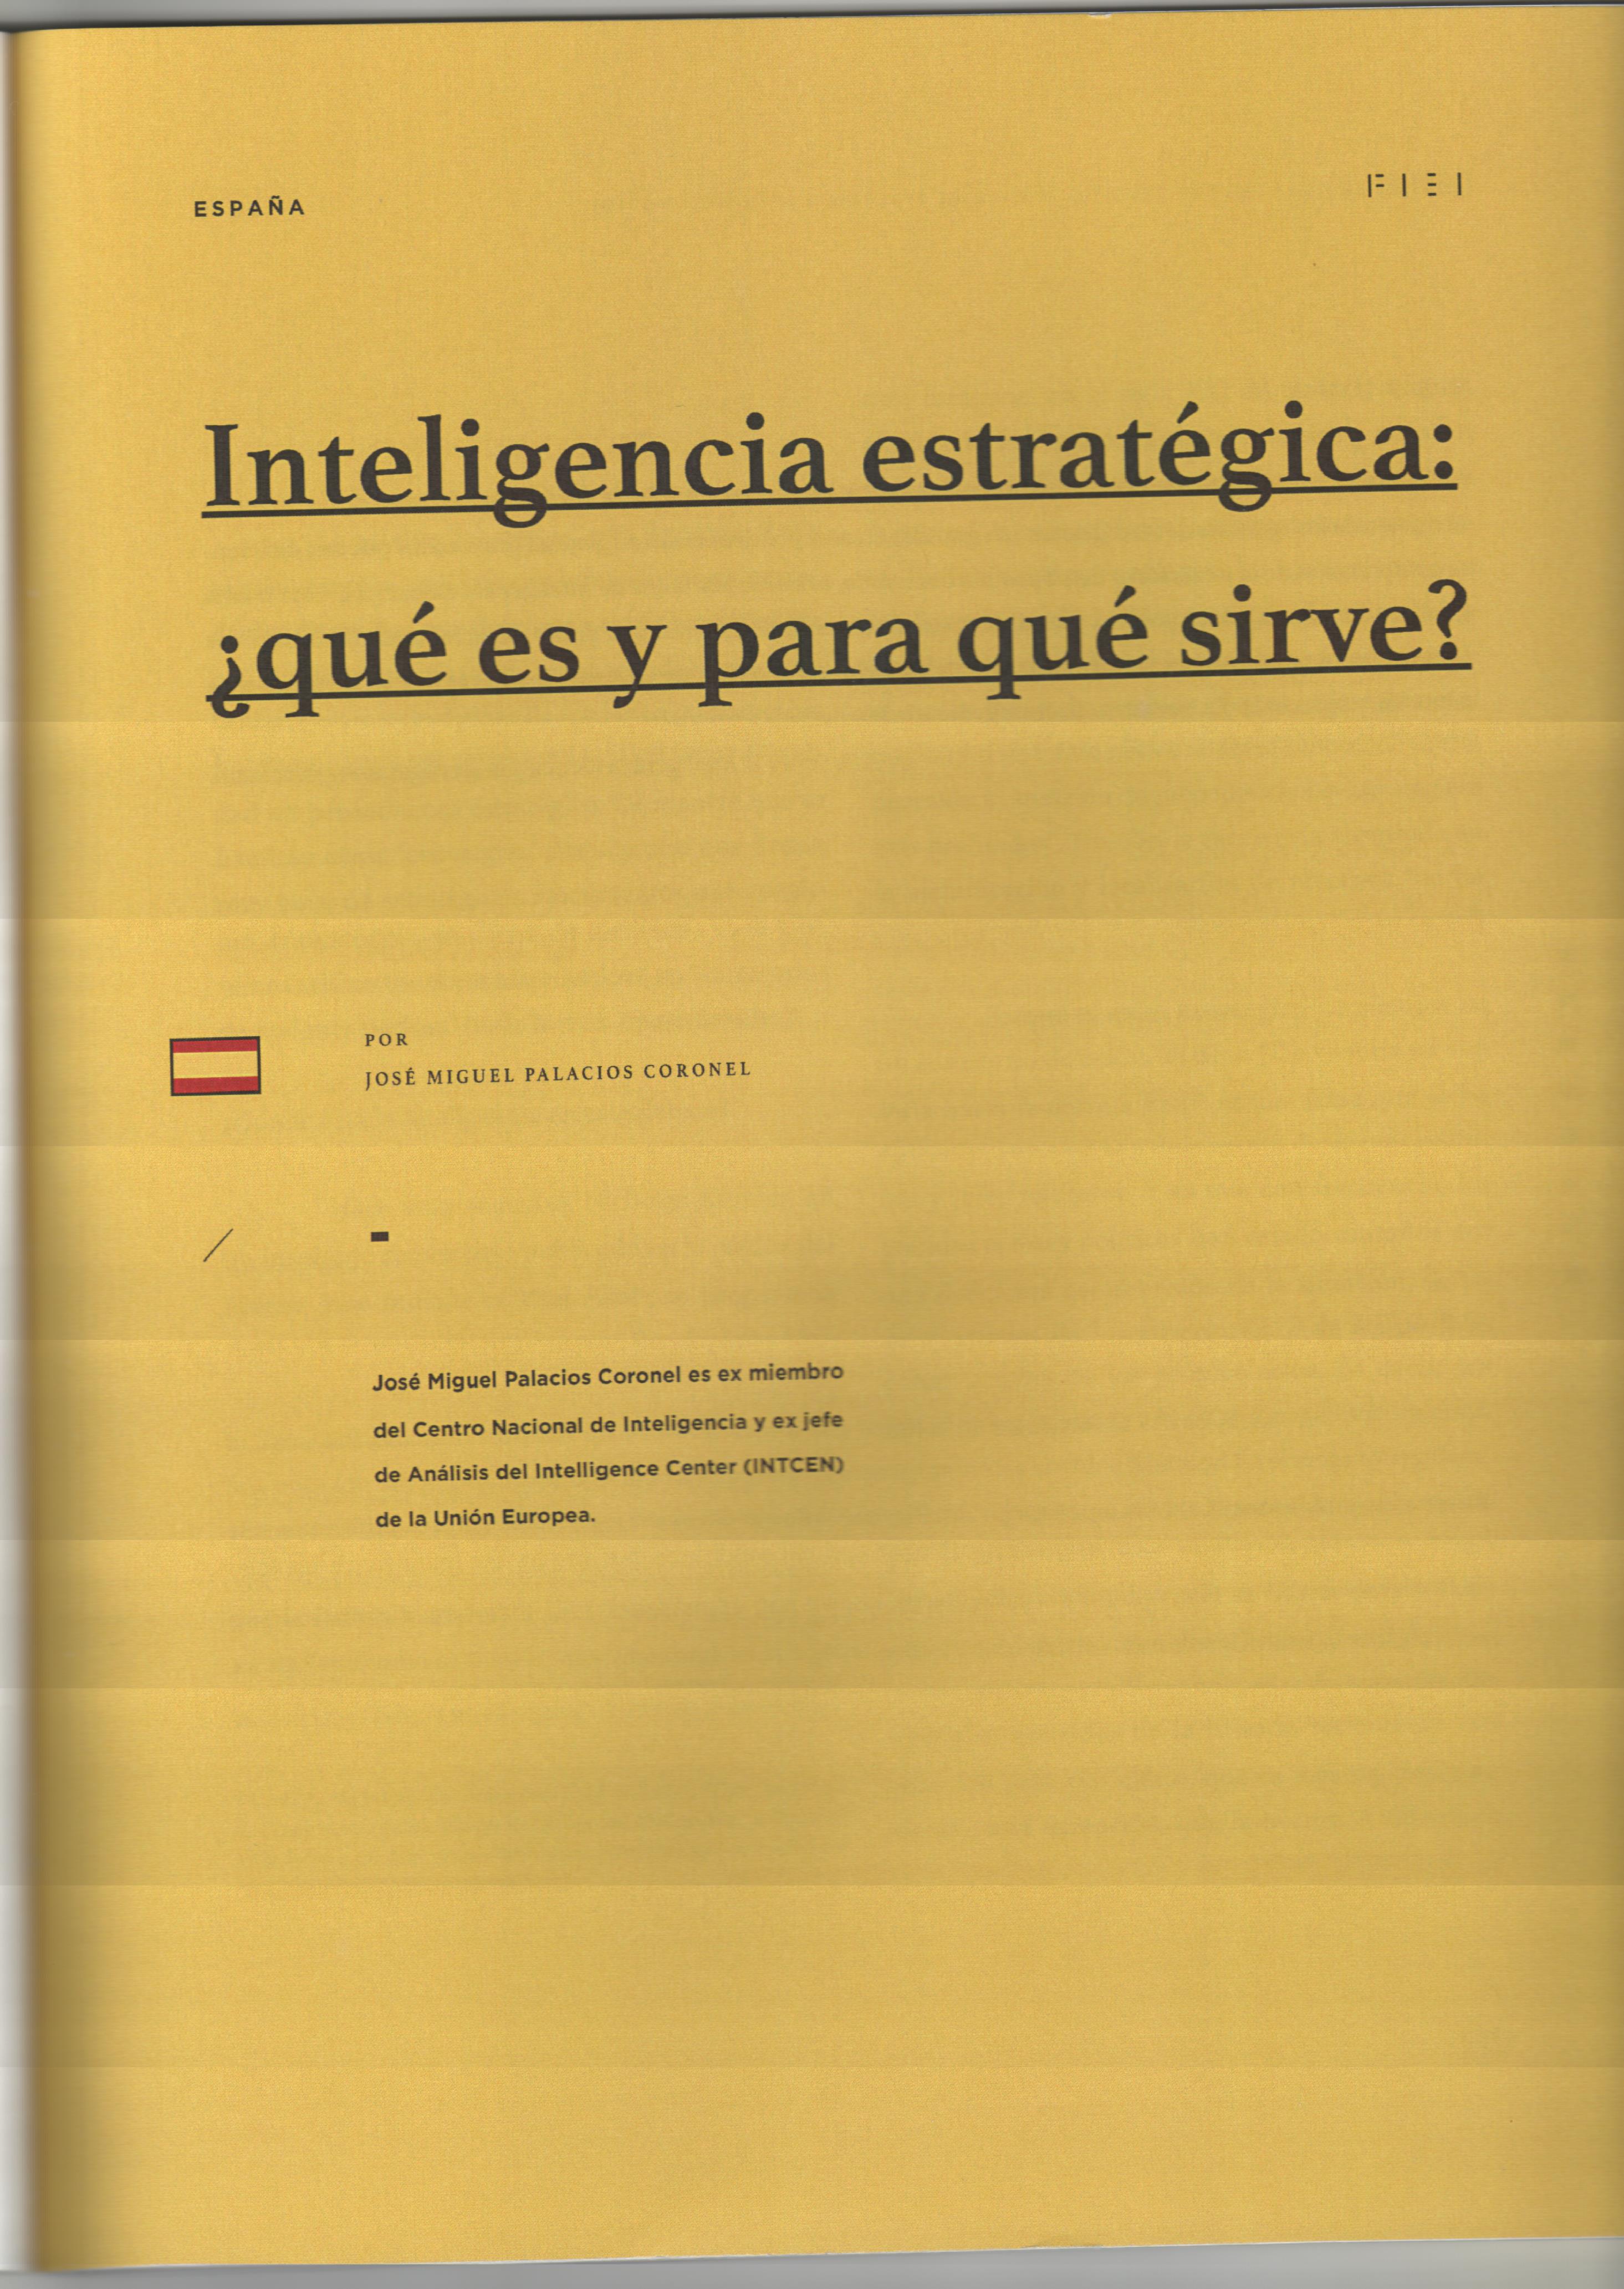 ESPAÑA
FIEI
Inteligencia estratégica:
¿qué es y para qué sirve?
POR
JOSÉ MIGUEL PALACIOS CORONEL
José Miguel Palacios Coronel es ex miembro
del Centro Nacional de Inteligencia y ex jefe
de Análisis del Intelligence Center (INTCEN)
de la Unión Europea.